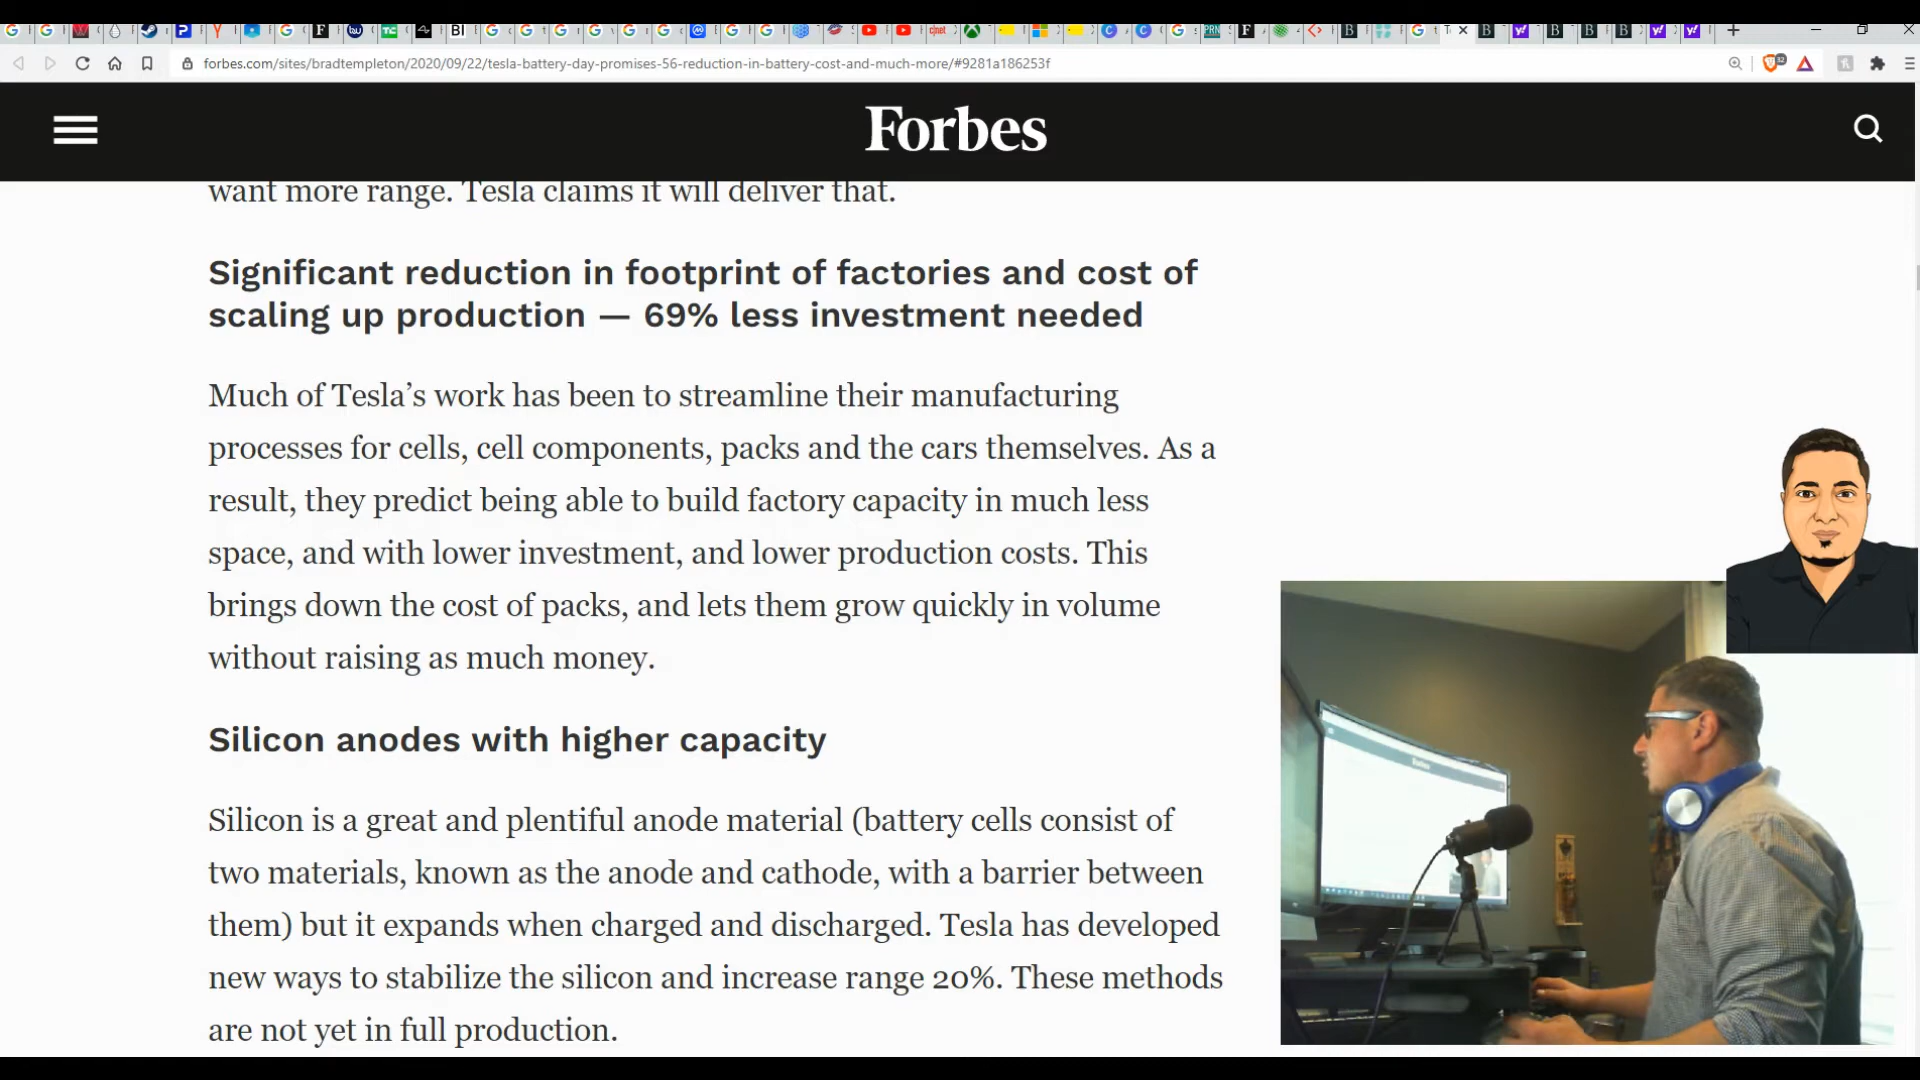 forbes.com/sites/bradtempleton/2020/09/22/tesla-battery-day-promises-56-reduction-in-battery-cost-and-much-more/#9281a186253f
Forbes
want more range. Tesla claims it will deliver that.
Significant reduction in footprint of factories and cost of
scaling up production — 69% less investment needed
Much of Tesla’s work has been to streamline their manufacturing
processes for cells, cell components, packs and the cars themselves. As a
result, they predict being able to build factory capacity in much less
space, and with lower investment, and lower production costs. This
brings down the cost of packs, and lets them grow quickly in volume
without raising as much money.
Silicon anodes with higher capacity
Silicon is a great and plentiful anode material (battery cells consist of
two materials, known as the anode and cathode, with a barrier between
them) but it expands when charged and discharged. Tesla has developed
new ways to stabilize the silicon and increase range 20%. These methods
are not yet in full production.